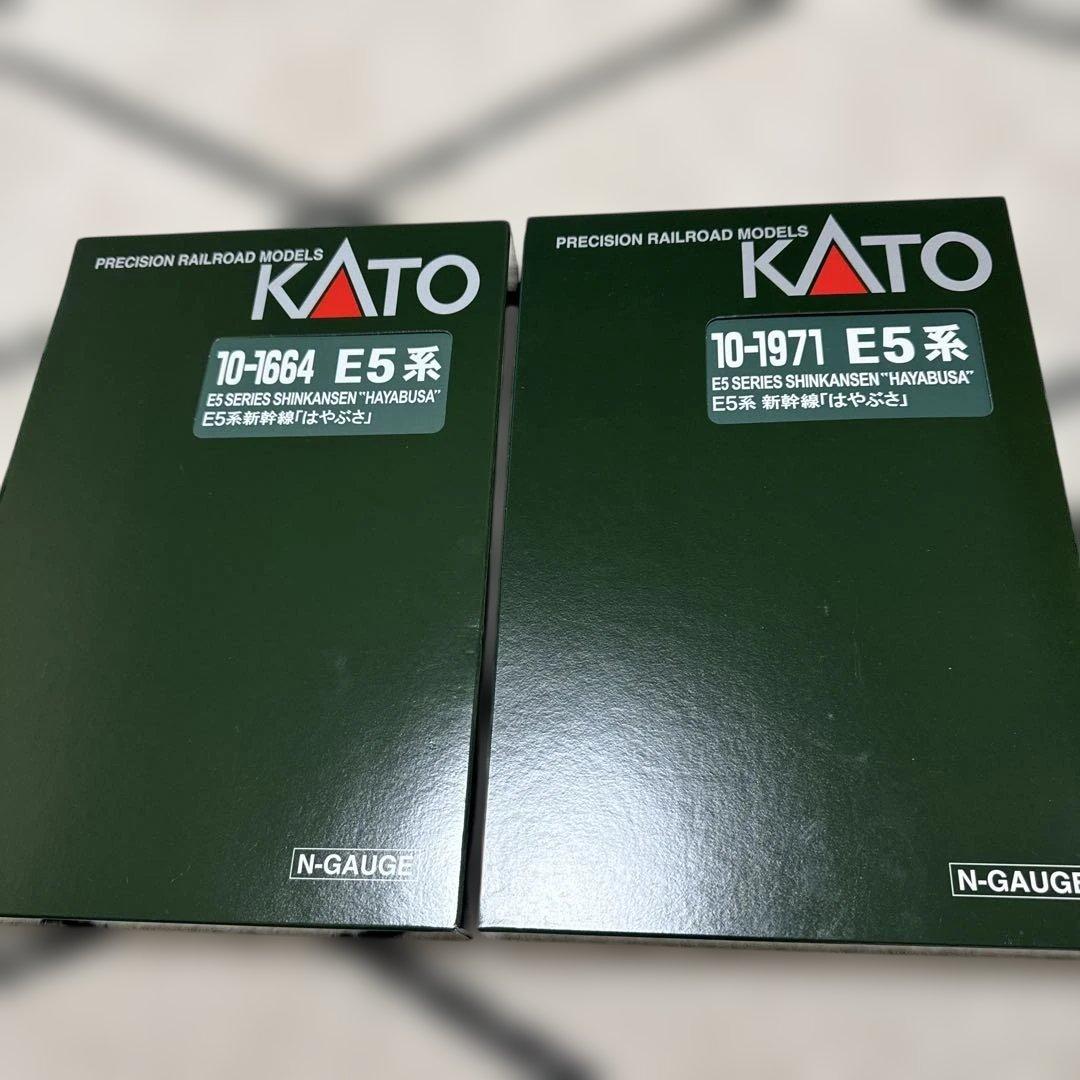 PRECISION RAILROAD MODELS
KATO
10-1664 E5系
E5 SERIES SHINKANSEN "HAYABUSA"
E5系新幹線「はやぶさ」
N-GAUGE
PRECISION RAILROAD MODELS
KATO
10-1971 E5系
E5 SERIES SHINKANSEN "HAYABUSA"
E5系 新幹線「はやぶさ」
N-GAUGE